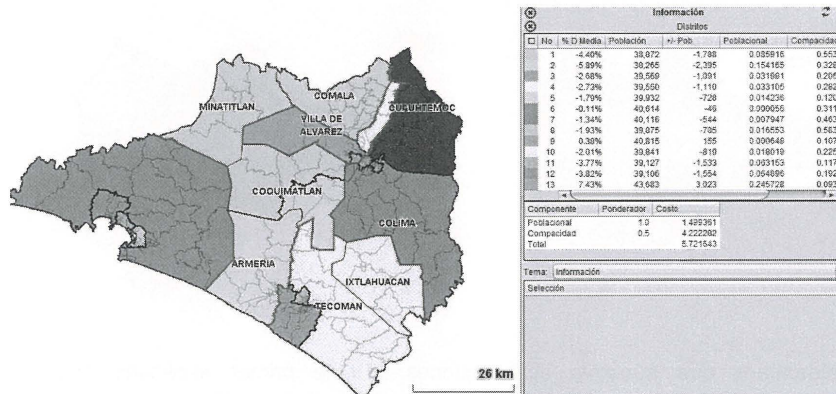 COMALA
MINATITLAN
VILLA DE
ALVAREZ
COQUIMATLAN
COLIMA
ARMERIA
IXTLAHUACAN
TECOMAN
26 km
Información
Distritos
No % D Media Población +/- Pob Poblacional Compacidad
1 -4.40% 38,872 -1,788 0.085916 0.553
2 -5.89% 38,265 -2,395 0.154165 0.328
3 -2.68% 39,569 -1,091 0.031991 0.205
4 -2.73% 39,550 -1,110 0.033105 0.282
5 -1.79% 39,932 -728 0.014236 0.120
6 -0.11% 40,614 -46 0.000056 0.311
7 -1.34% 40,116 -544 0.007947 0.463
8 -1.93% 39,875 -785 0.016553 0.583
9 0.38% 40,815 155 0.000648 0.107
10 -2.01% 39,841 -819 0.018019 0.225
11 -3.77% 39,127 -1,533 0.063153 0.117
12 -3.82% 39,106 -1,554 0.064896 0.192
13 7.43% 43,683 3,023 0.245728 0.093
Componente Ponderador Costo
Poblacional 1.0 1.499361
Compacidad 0.5 4.222282
Total 5.721643
Tema: Información
Selección